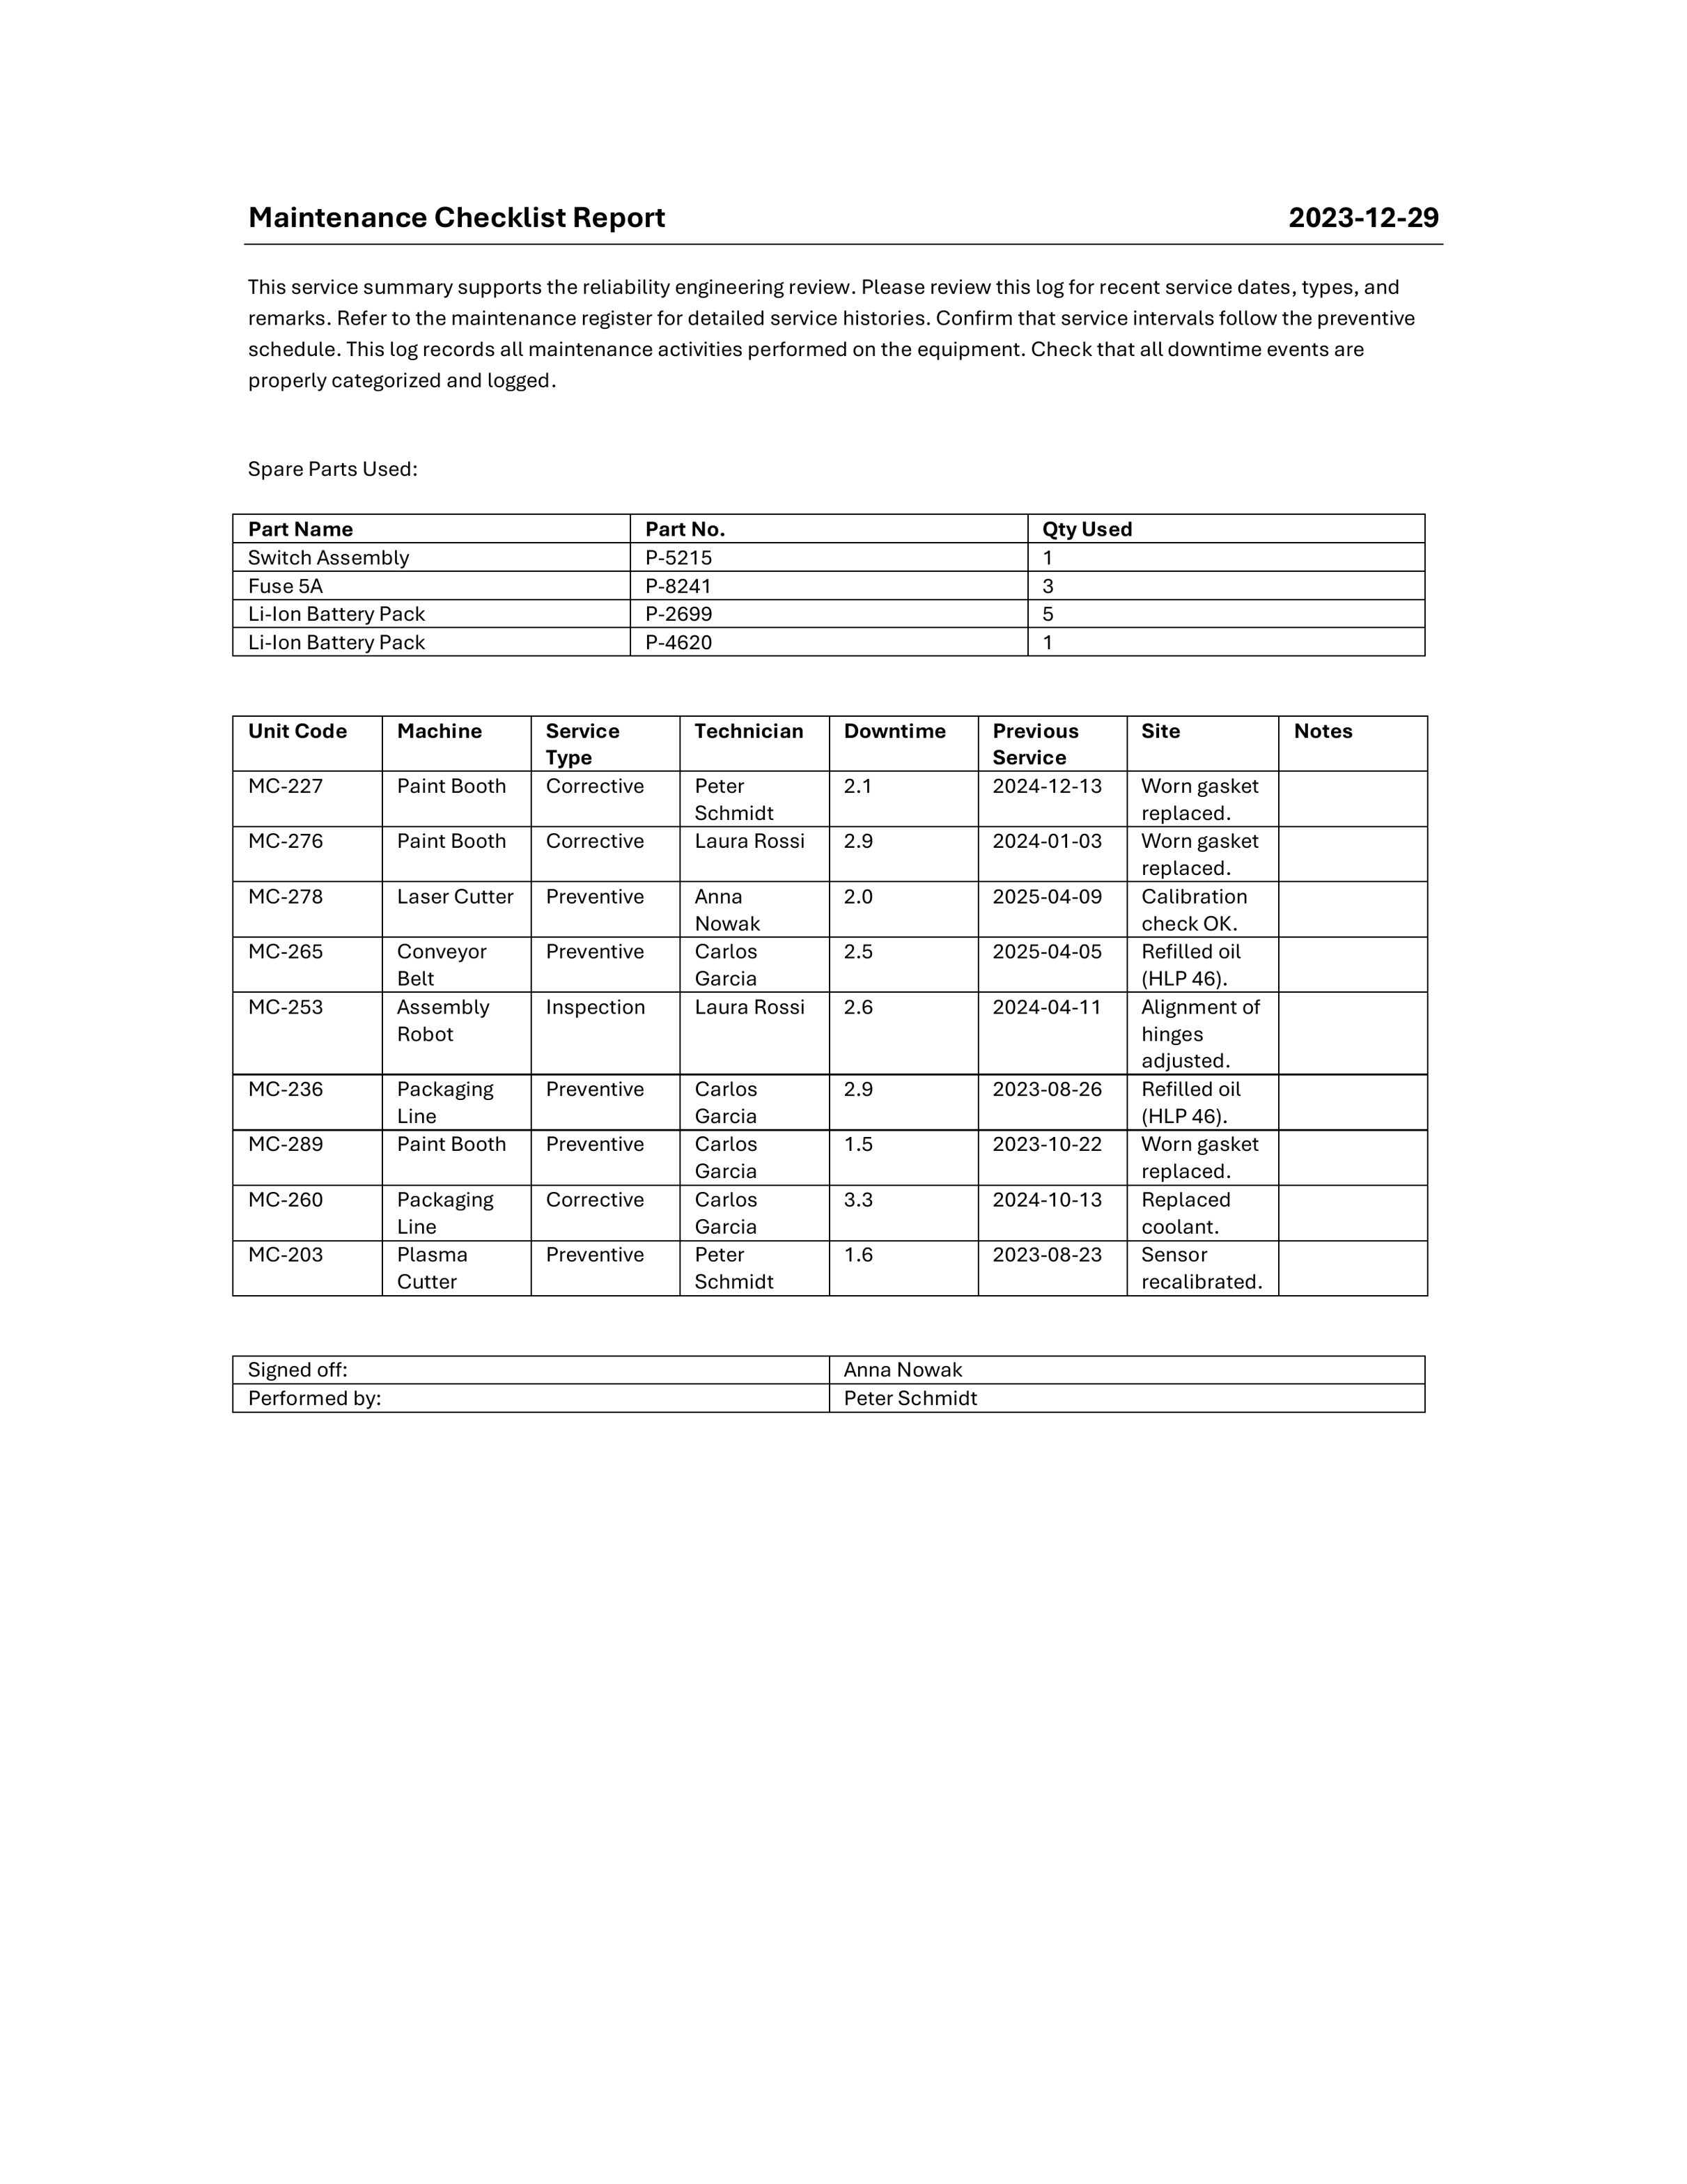 Maintenance Checklist Report 2023-12-29
This service summary supports the reliability engineering review. Please review this log for recent service dates, types, and
remarks. Refer to the maintenance register for detailed service histories. Confirm that service intervals follow the preventive
schedule. This log records all maintenance activities performed on the equipment. Check that all downtime events are
properly categorized and logged.
Spare Parts Used:
Part Name Part No. Qty Used
Switch Assembly P-5215 1
Fuse 5A P-8241 3
Li-Ion Battery Pack P-2699 5
Li-Ion Battery Pack P-4620 1
Unit Code Machine Service Technician Downtime Previous Site Notes
Type Service
MC-227 Paint Booth Corrective Peter 2.1 2024-12-13 Worn gasket
Schmidt replaced.
MC-276 Paint Booth Corrective Laura Rossi 2.9 2024-01-03 Worn gasket
replaced.
MC-278 Laser Cutter Preventive Anna 2.0 2025-04-09 Calibration
Nowak check OK.
MC-265 Conveyor Preventive Carlos 2.5 2025-04-05 Refilled oil
Belt Garcia (HLP 46).
MC-253 Assembly Inspection Laura Rossi 2.6 2024-04-11 Alignment of
Robot hinges
adjusted.
MC-236 Packaging Preventive Carlos 2.9 2023-08-26 Refilled oil
Line Garcia (HLP 46).
MC-289 Paint Booth Preventive Carlos 1.5 2023-10-22 Worn gasket
Garcia replaced.
MC-260 Packaging Corrective Carlos 3.3 2024-10-13 Replaced
Line Garcia coolant.
MC-203 Plasma Preventive Peter 1.6 2023-08-23 Sensor
Cutter Schmidt recalibrated.
Signed off: Anna Nowak
Performed by: Peter Schmidt